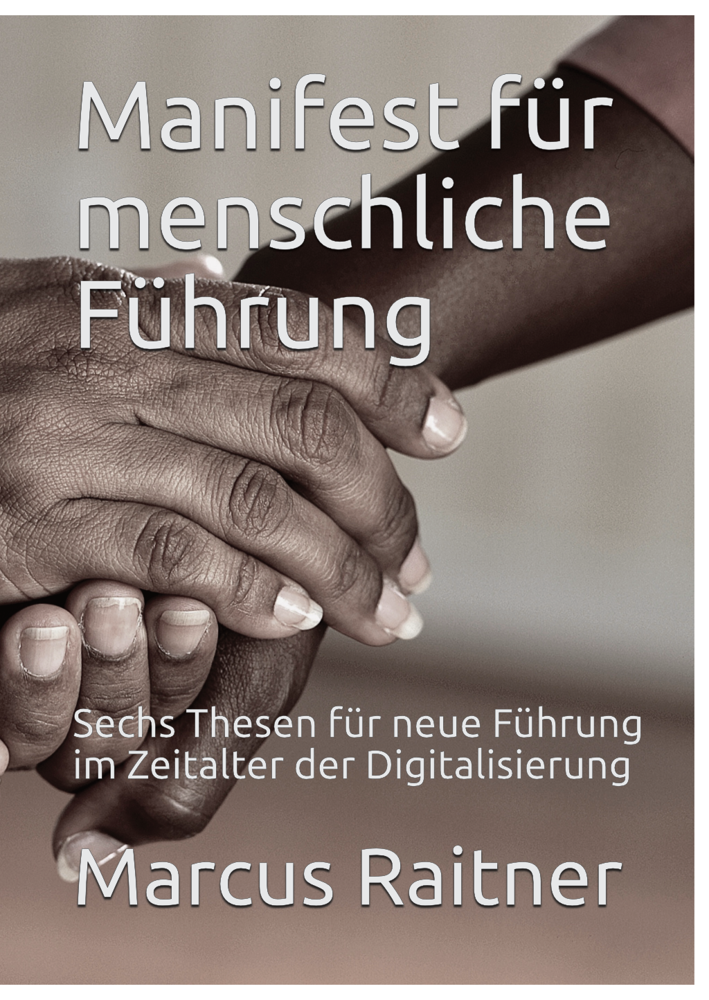 Manifest für
menschliche
Führung
Sechs Thesen für neue Führung
im Zeitalter der Digitalisierung
Marcus Raitner